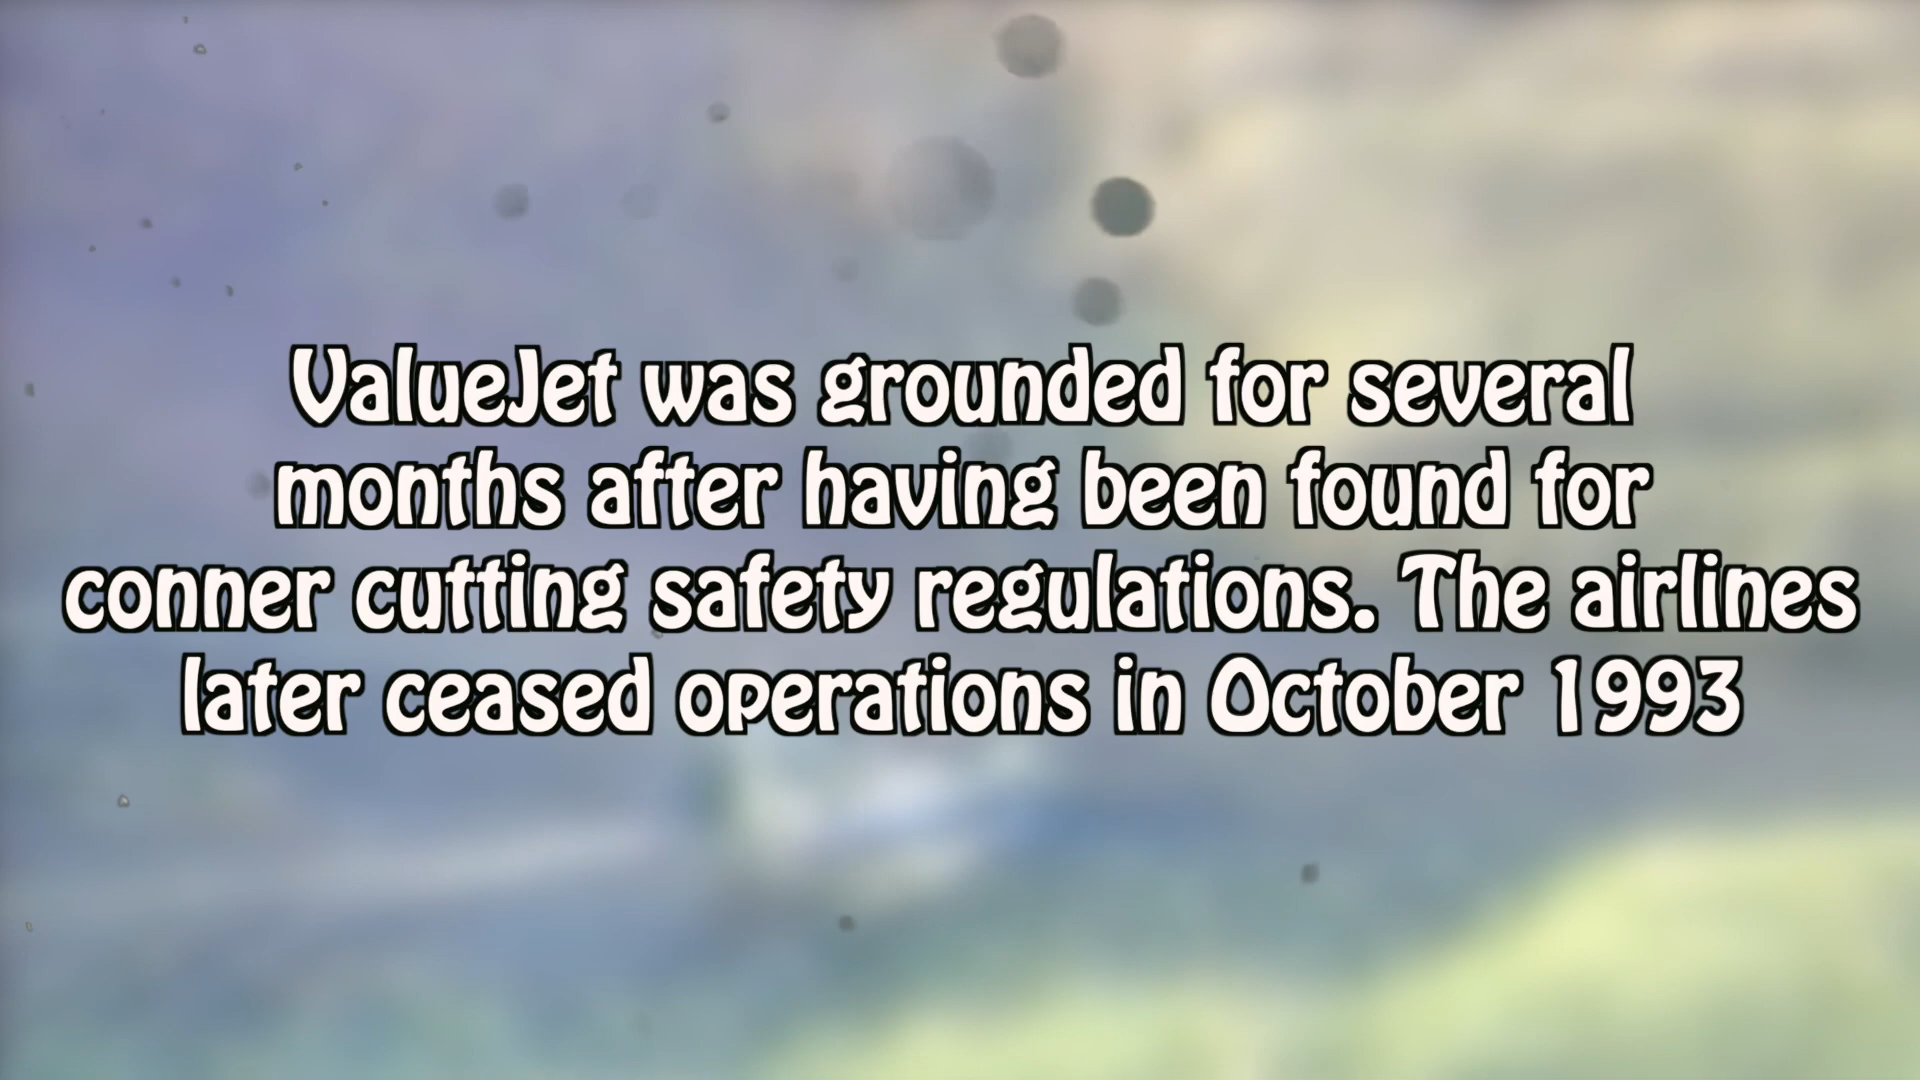 ValueJet was grounded for several
months after having been found for
conner cutting safety regulations. The airlines
later ceased operations in October 1993